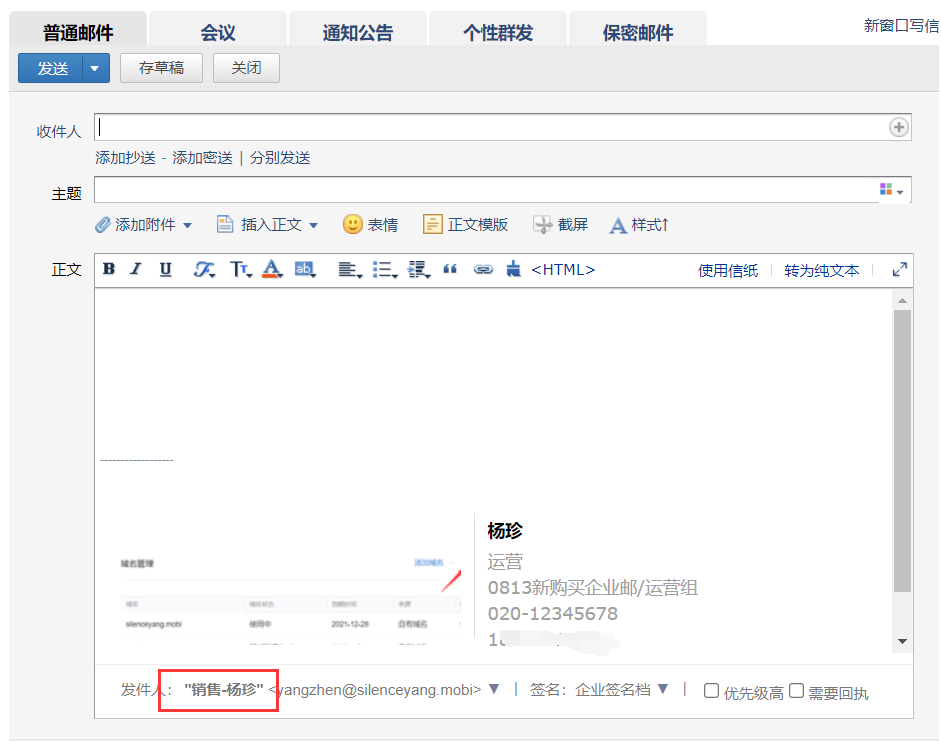 普通邮件 会议 通知公告 个性群发 保密邮件 新窗口写信
发送 存草稿 关闭
收件人
添加抄送 - 添加密送 | 分别发送
主题
添加附件 插入正文 表情 正文模版 截屏 样式↑
正文 B I U <HTML> 使用信纸 转为纯文本
------------------
杨珍
运营
0813新购买企业邮/运营组
020-12345678
域名管理 添加域名
域名 域名状态 到期时间 来源
silenceyang.mobi 使用中 2021-12-28 自有域名
发件人： "销售-杨珍" <yangzhen@silenceyang.mobi> ▼ | 签名：企业签名档 ▼ | 优先级高 需要回执